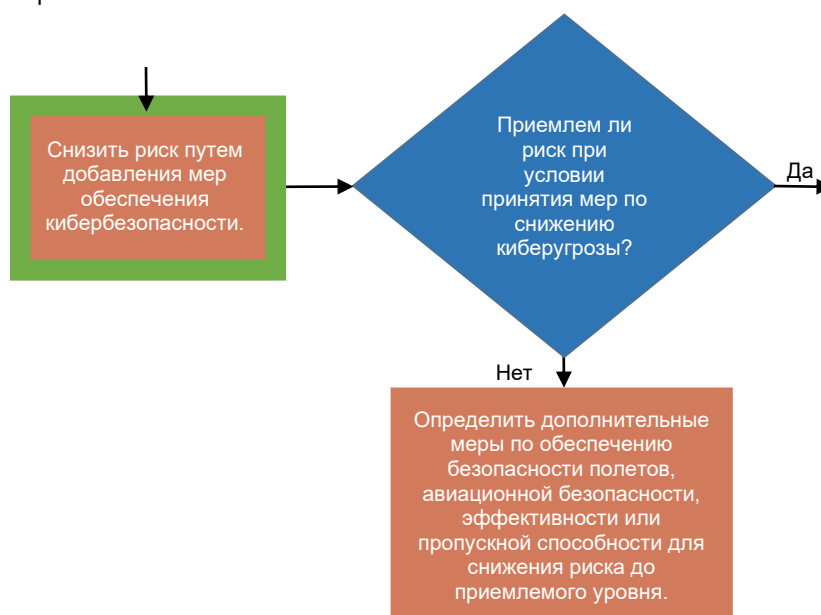 Снизить риск путем
добавления мер
обеспечения
кибербезопасности.
Приемлем ли
риск при
условии
принятия мер по
снижению
киберугрозы?
Да
Нет
Определить дополнительные
меры по обеспечению
безопасности полетов,
авиационной безопасности,
эффективности или
пропускной способности для
снижения риска до
приемлемого уровня.